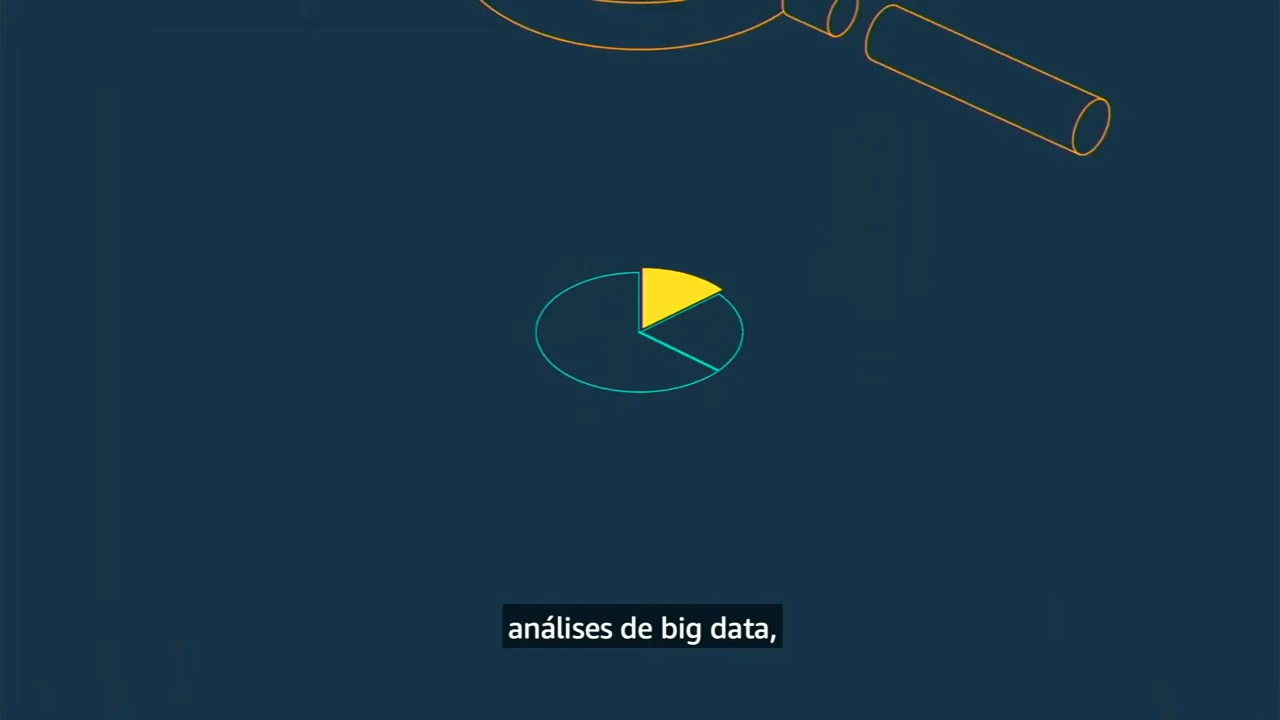 análises de big data,